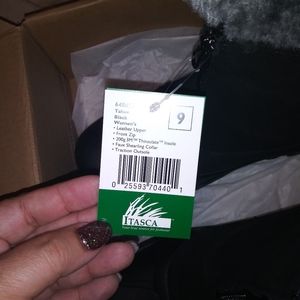 Tahoe
Black
Women's
• Leather Upper
• Front Zip
• 200g 3M™ Thinsulate™ Insole
• Faux Shearling Collar
• Traction Outsole
9
0 25593 70440 1
ITASCA